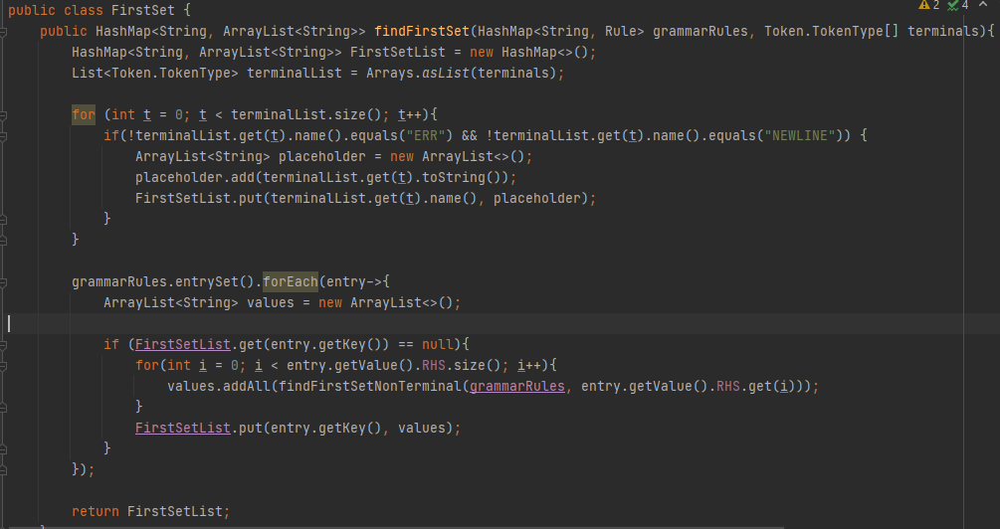 public class FirstSet {
2 4
public HashMap<String, ArrayList<String>> findFirstSet(HashMap<String, Rule> grammarRules, Token.TokenType[] terminals){
HashMap<String, ArrayList<String>> FirstSetList = new HashMap<>();
List<Token.TokenType> terminalList = Arrays.asList(terminals);
for (int t = 0; t < terminalList.size(); t++){
if(!terminalList.get(t).name().equals("ERR") && !terminalList.get(t).name().equals("NEWLINE")) {
ArrayList<String> placeholder = new ArrayList<>();
placeholder.add(terminalList.get(t).toString());
FirstSetList.put(terminalList.get(t).name(), placeholder);
}
}
grammarRules.entrySet().forEach(entry->{
ArrayList<String> values = new ArrayList<>();
if (FirstSetList.get(entry.getKey()) == null){
for(int i = 0; i < entry.getValue().RHS.size(); i++){
values.addAll(findFirstSetNonTerminal(grammarRules, entry.getValue().RHS.get(i)));
}
FirstSetList.put(entry.getKey(), values);
}
});
return FirstSetList;
}